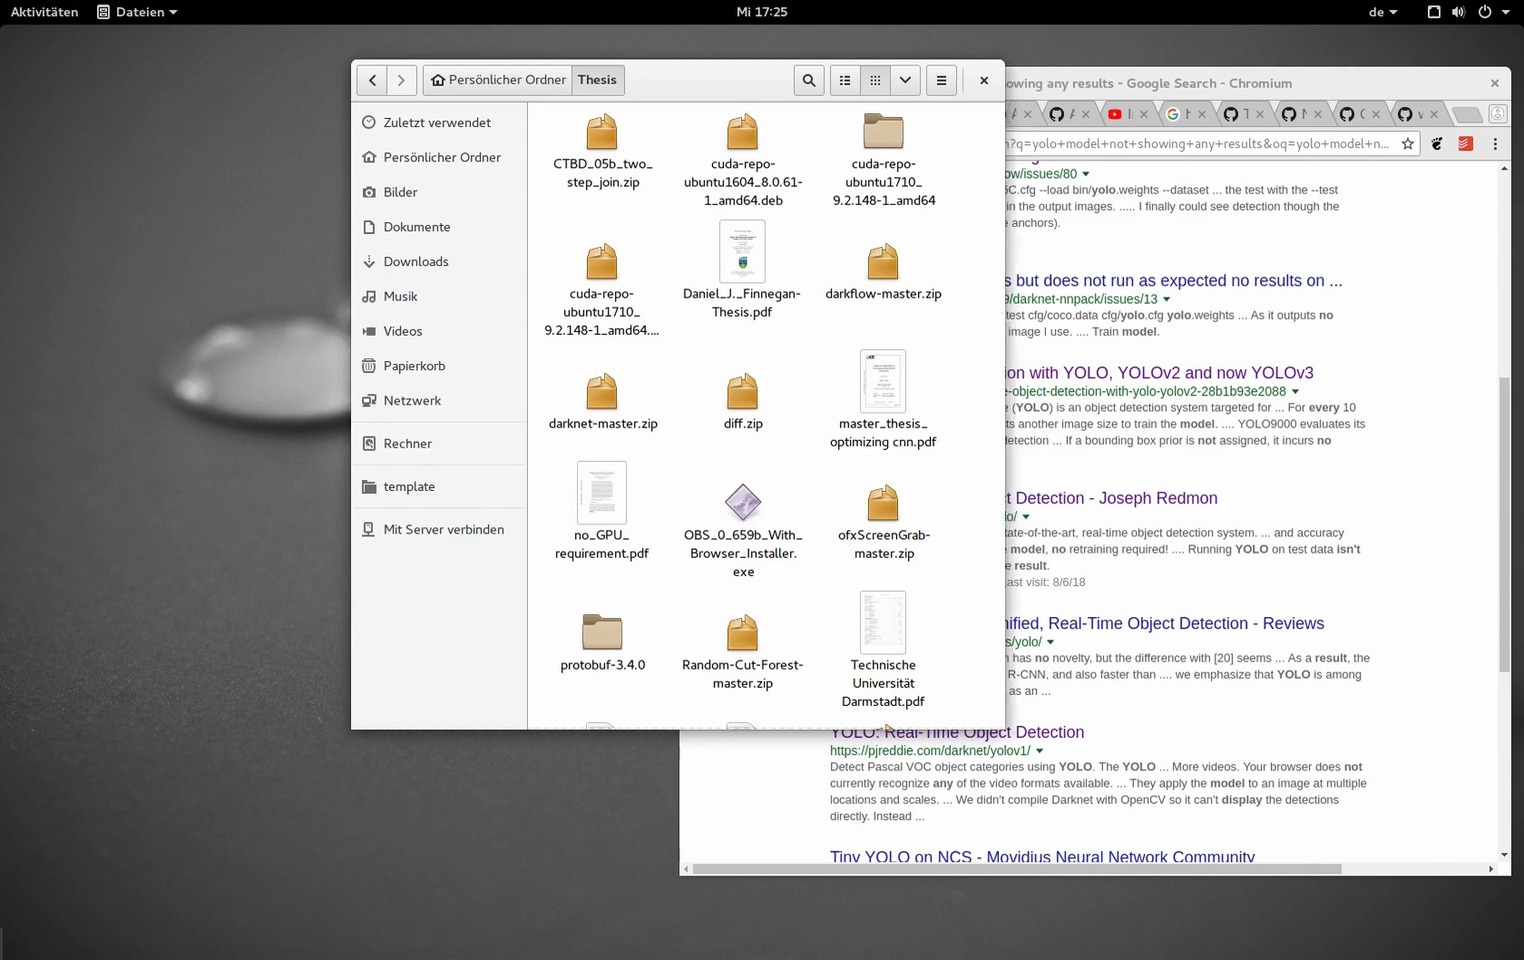 Aktivitäten
Dateien
Mi 17:25
de
Persönlicher Ordner
Thesis
Zuletzt verwendet
Persönlicher Ordner
Bilder
Dokumente
Downloads
Musik
Videos
Papierkorb
Netzwerk
Rechner
template
Mit Server verbinden
CTBD_05b_two_
step_join.zip
cuda-repo-
ubuntu1604_8.0.61-
1_amd64.deb
cuda-repo-
ubuntu1710_
9.2.148-1_amd64
cuda-repo-
ubuntu1710_
9.2.148-1_amd64....
Daniel_J._Finnegan-
Thesis.pdf
darkflow-master.zip
darknet-master.zip
diff.zip
master_thesis_
optimizing cnn.pdf
no_GPU_
requirement.pdf
OBS_0_659b_With_
Browser_Installer.
exe
ofxScreenGrab-
master.zip
protobuf-3.4.0
Random-Cut-Forest-
master.zip
Technische
Universität
Darmstadt.pdf
owing any results - Google Search - Chromium
?q=yolo+model+not+showing+any+results&oq=yolo+model+n...
ow/issues/80
C.cfg --load bin/yolo.weights --dataset ... the test with the --test
in the output images. ..... I finally could see detection though the
anchors).
s but does not run as expected no results on ...
9/darknet-nnpack/issues/13
test cfg/coco.data cfg/yolo.cfg yolo.weights ... As it outputs no
image I use. .... Train model.
on with YOLO, YOLOv2 and now YOLOv3
-object-detection-with-yolo-yolov2-28b1b93e2088
(YOLO) is an object detection system targeted for ... For every 10
ts another image size to train the model. .... YOLO9000 evaluates its
detection ... If a bounding box prior is not assigned, it incurs no
t Detection - Joseph Redmon
lo/
tate-of-the-art, real-time object detection system. ... and accuracy
model, no retraining required! .... Running YOLO on test data isn't
e result.
ast visit: 8/6/18
nified, Real-Time Object Detection - Reviews
s/yolo/
has no novelty, but the difference with [20] seems ... As a result, the
R-CNN, and also faster than .... we emphasize that YOLO is among
as an ...
YOLO: Real-Time Object Detection
https://pjreddie.com/darknet/yolov1/
Detect Pascal VOC object categories using YOLO. The YOLO ... More videos. Your browser does not
currently recognize any of the video formats available. ... They apply the model to an image at multiple
locations and scales. ... We didn't compile Darknet with OpenCV so it can't display the detections
directly. Instead ...
Tiny YOLO on NCS - Movidius Neural Network Community